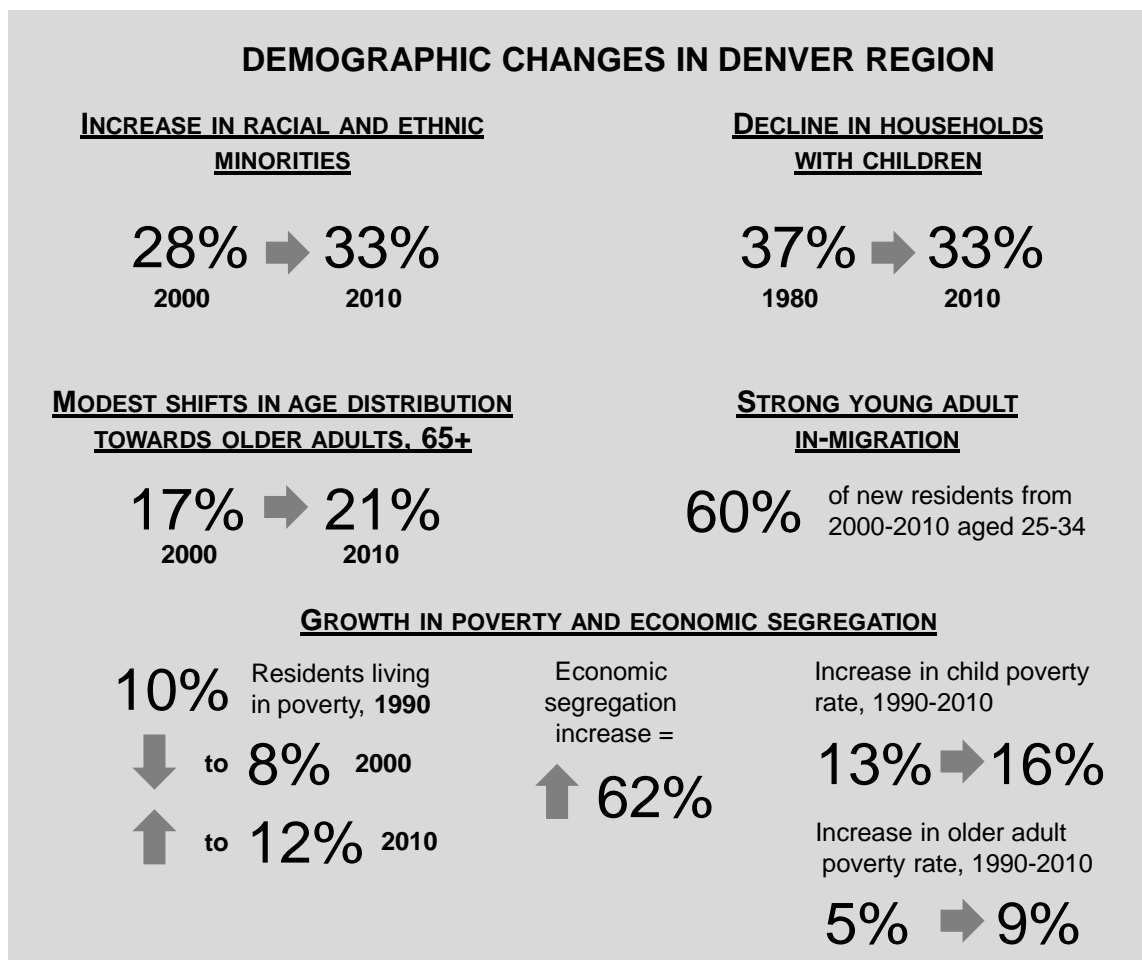 DEMOGRAPHIC CHANGES IN DENVER REGION
INCREASE IN RACIAL AND ETHNIC
MINORITIES
28% 33%
2000 2010
DECLINE IN HOUSEHOLDS
WITH CHILDREN
37% 33%
1980 2010
MODEST SHIFTS IN AGE DISTRIBUTION
TOWARDS OLDER ADULTS, 65+
17% 21%
2000 2010
STRONG YOUNG ADULT
IN-MIGRATION
60% of new residents from
2000-2010 aged 25-34
GROWTH IN POVERTY AND ECONOMIC SEGREGATION
10% Residents living
in poverty, 1990
to 8% 2000
to 12% 2010
Economic
segregation
increase =
62%
Increase in child poverty
rate, 1990-2010
13% 16%
Increase in older adult
poverty rate, 1990-2010
5% 9%